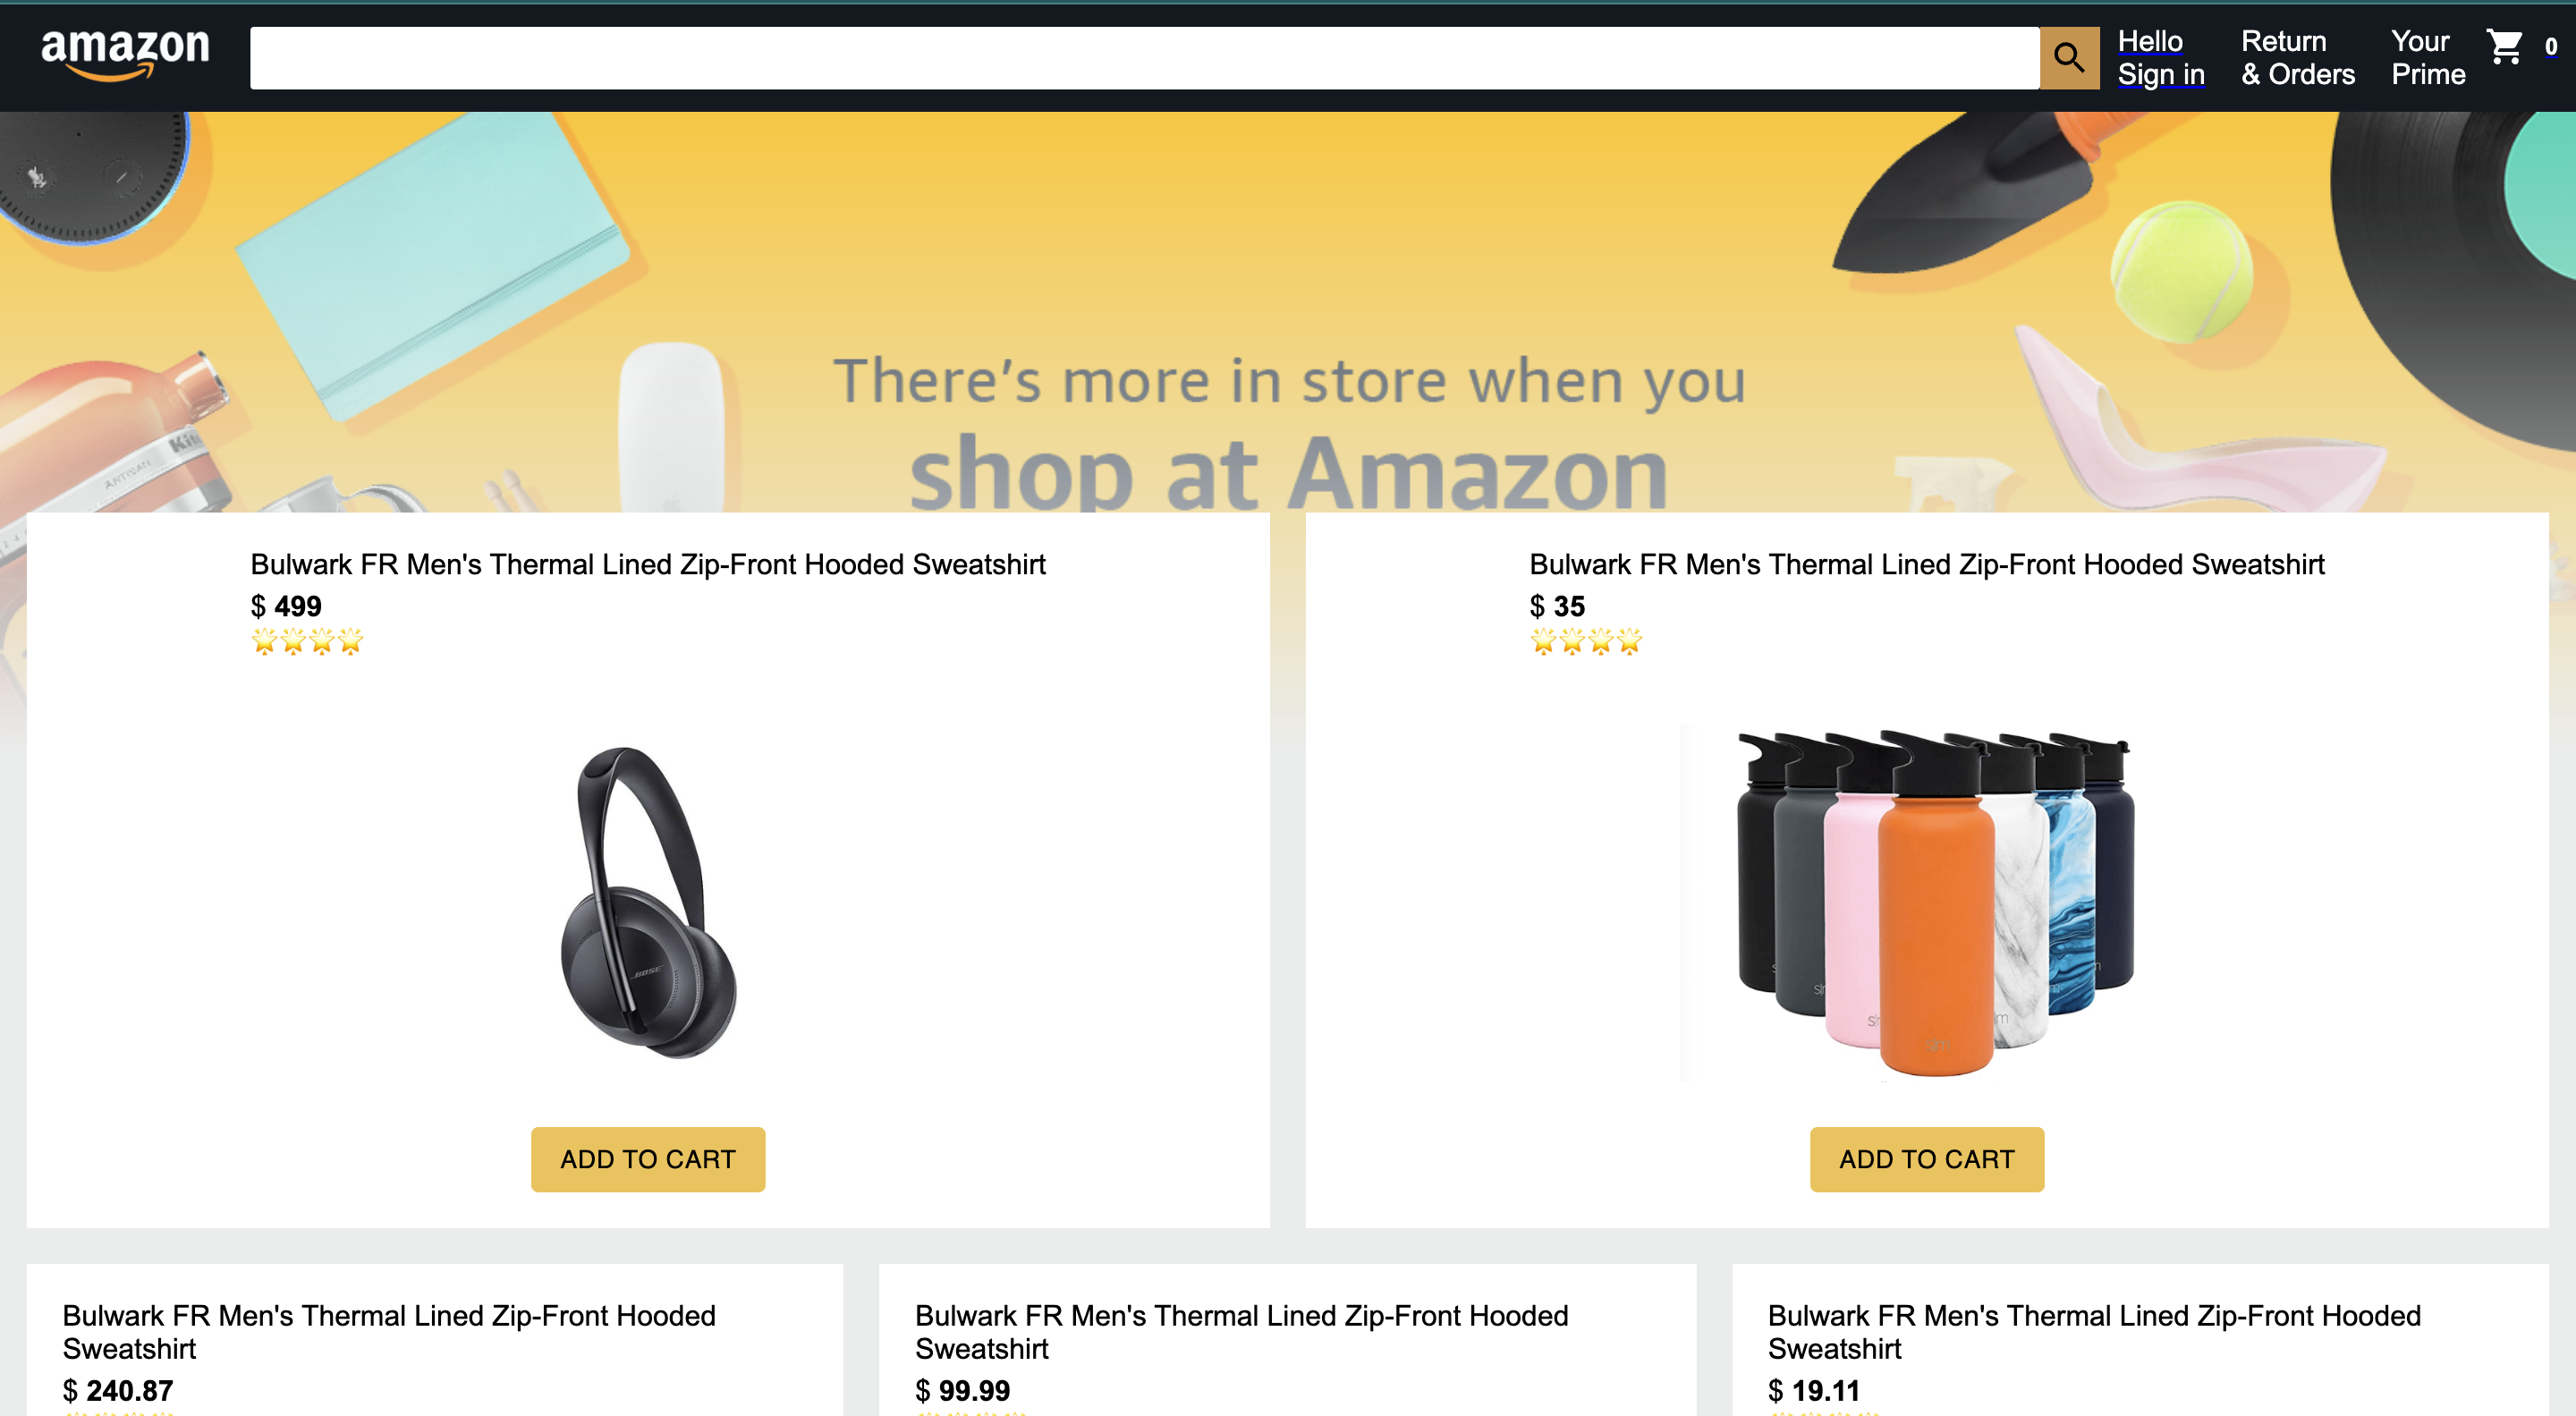 amazon
Hello
Sign in
Return
& Orders
Your
Prime
0
There’s more in store when you
shop at Amazon
ARTISAN
Bulwark FR Men's Thermal Lined Zip-Front Hooded Sweatshirt
$ 499
BOSE
ADD TO CART
Bulwark FR Men's Thermal Lined Zip-Front Hooded Sweatshirt
$ 35
ADD TO CART
Bulwark FR Men's Thermal Lined Zip-Front Hooded
Sweatshirt
$ 240.87
Bulwark FR Men's Thermal Lined Zip-Front Hooded
Sweatshirt
$ 99.99
Bulwark FR Men's Thermal Lined Zip-Front Hooded
Sweatshirt
$ 19.11